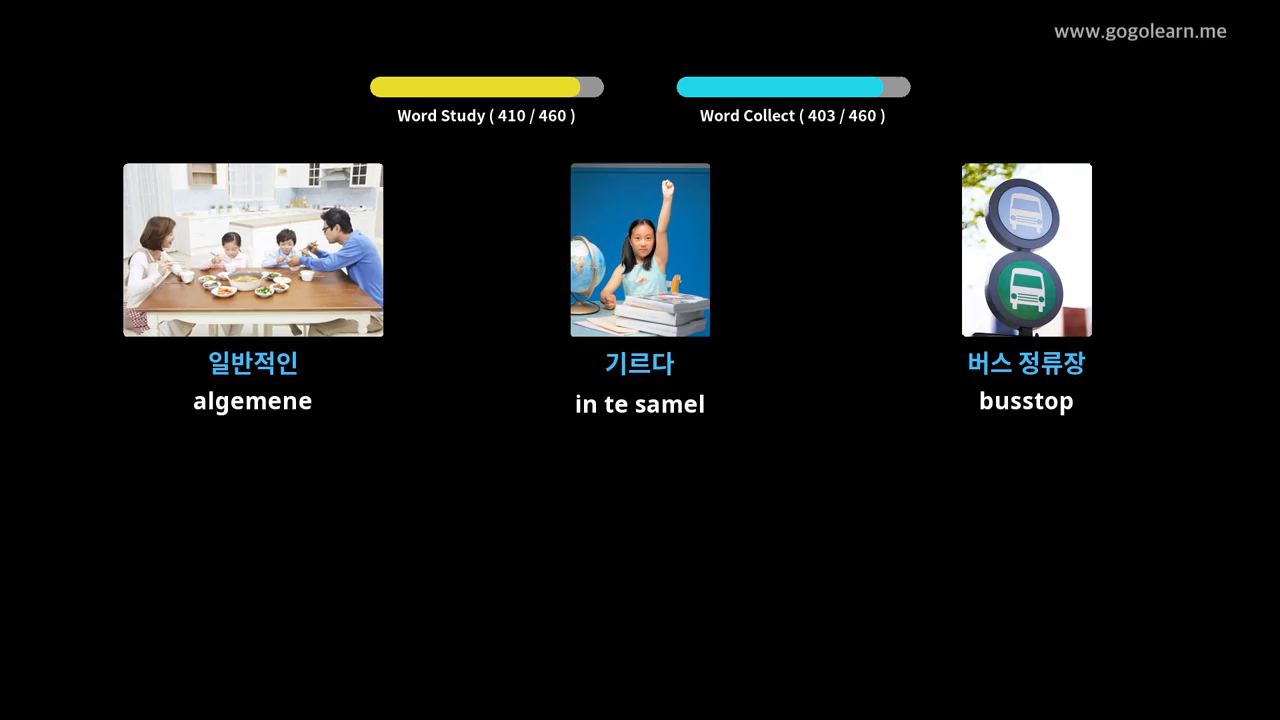 www.gogolearn.me
Word Study ( 410 / 460 )
Word Collect ( 403 / 460 )
일반적인
기르다
버스 정류장
algemene
in te samel
busstop